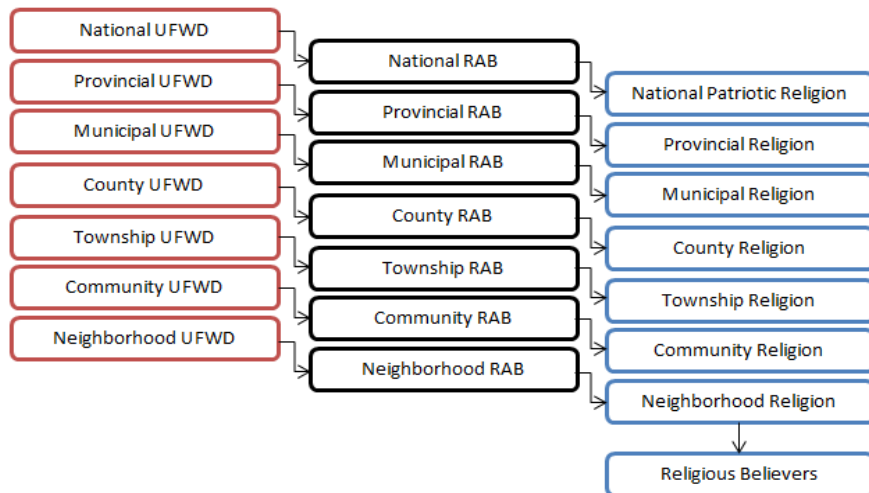 National UFWD
Provincial UFWD
Municipal UFWD
County UFWD
Township UFWD
Community UFWD
Neighborhood UFWD
National RAB
Provincial RAB
Municipal RAB
County RAB
Township RAB
Community RAB
Neighborhood RAB
National Patriotic Religion
Provincial Religion
Municipal Religion
County Religion
Township Religion
Community Religion
Neighborhood Religion
Religious Believers